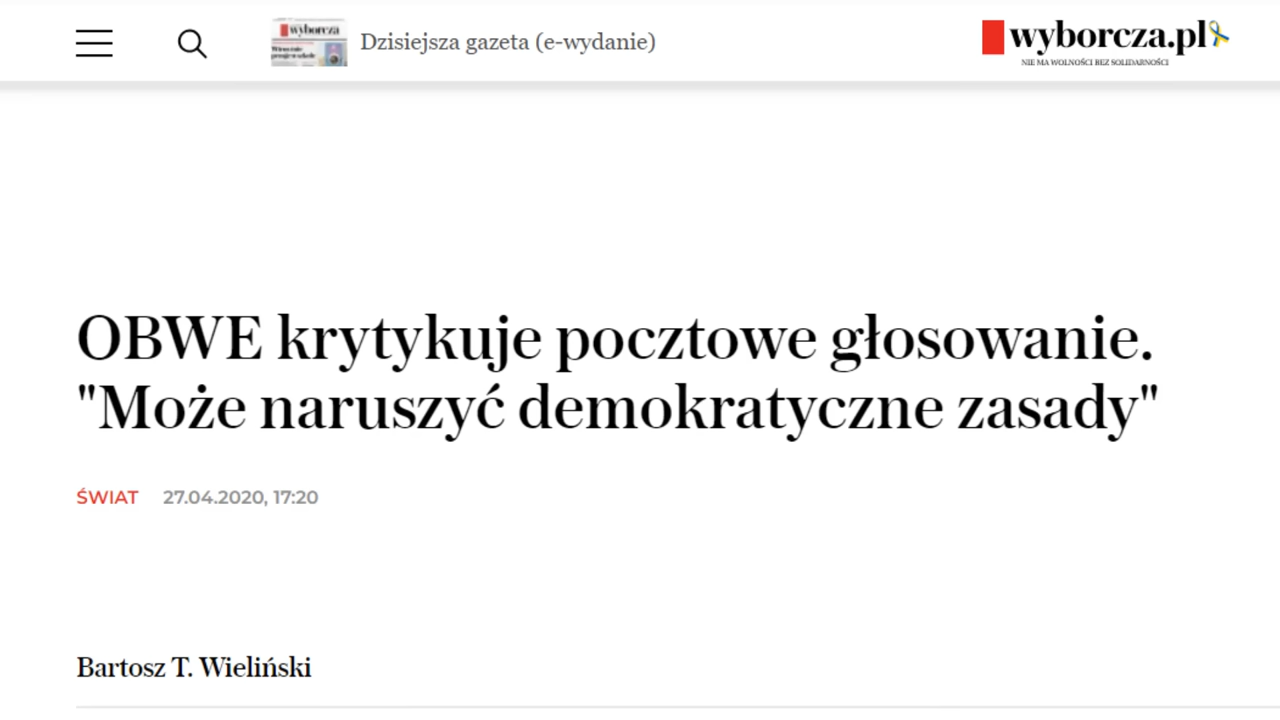 wyborcza
Dzisiejsza gazeta (e-wydanie)
wyborcza.pl
NIE MA WOLNOŚCI BEZ SOLIDARNOŚCI
OBWE krytykuje pocztowe głosowanie.
"Może naruszyć demokratyczne zasady"
ŚWIAT 27.04.2020, 17:20
Bartosz T. Wieliński